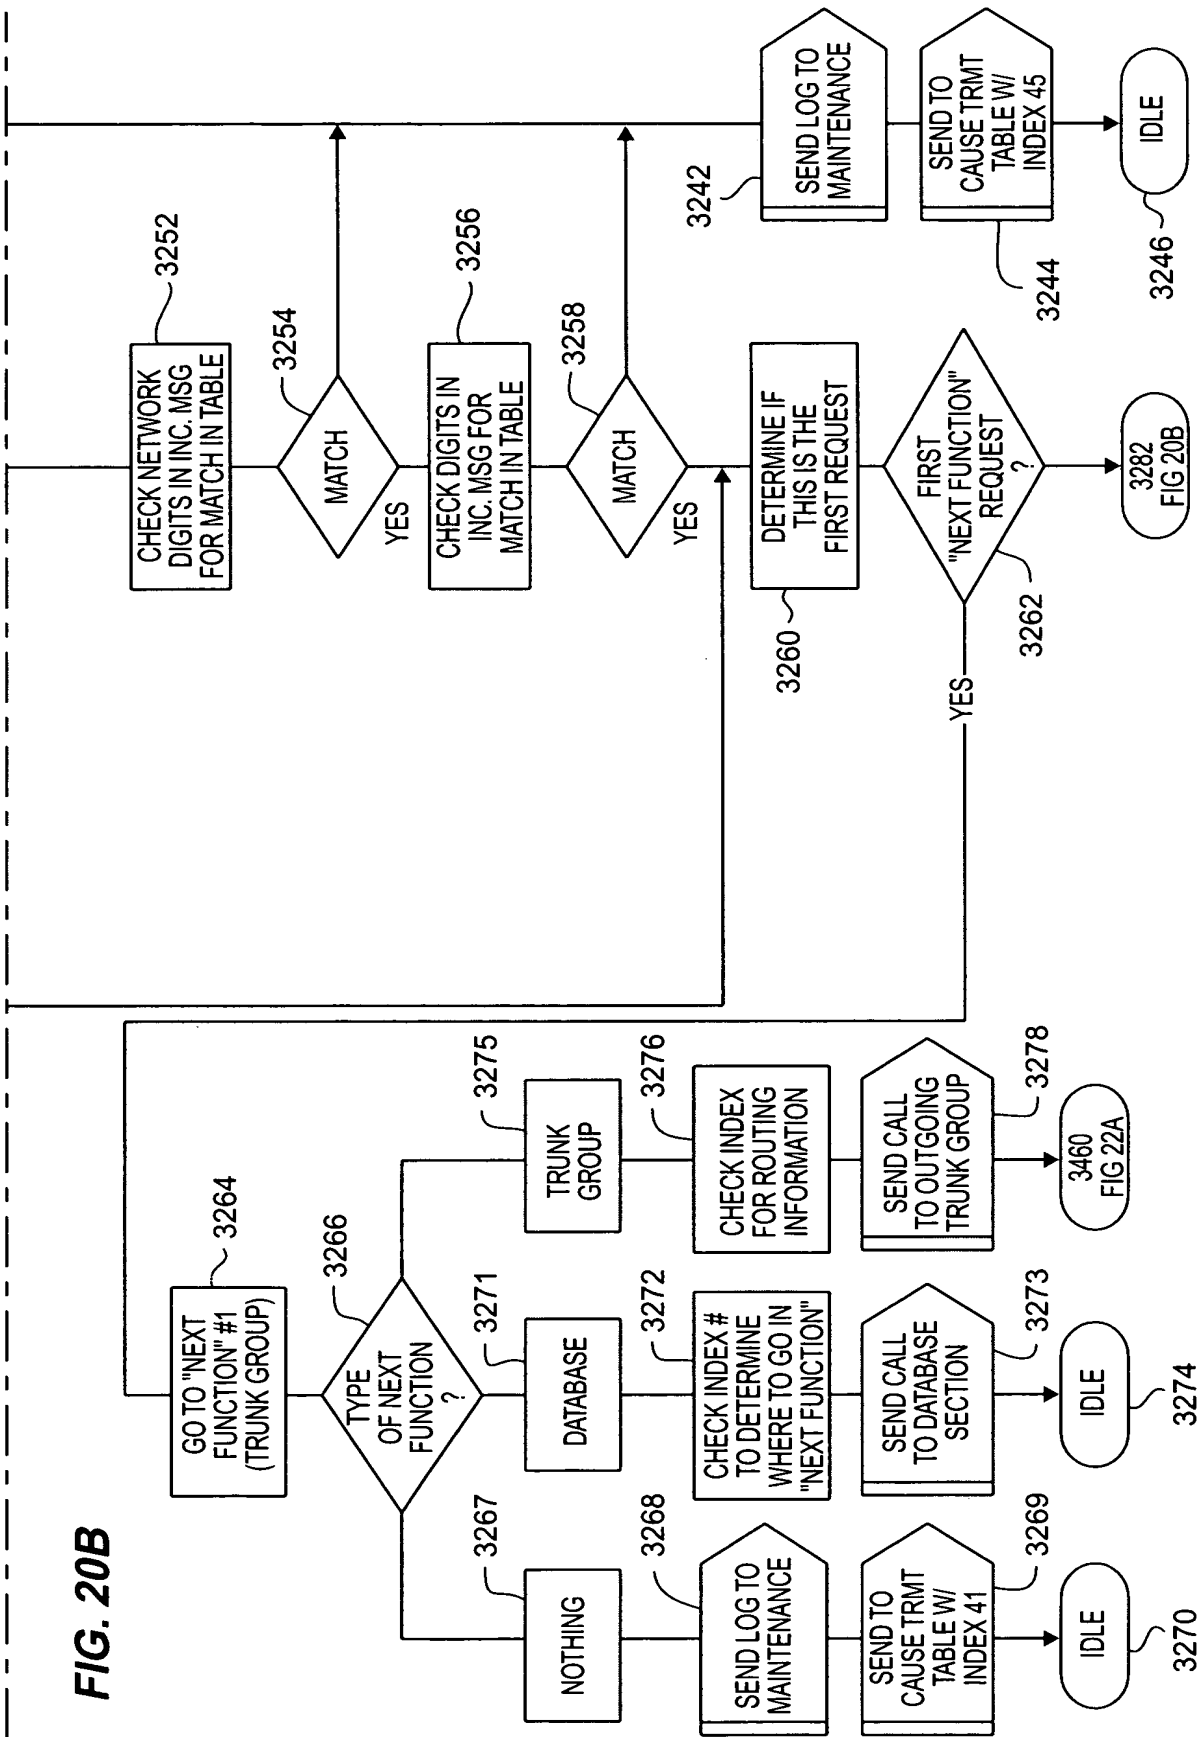 FIG. 20B
CHECK NETWORK
DIGITS IN INC. MSG
FOR MATCH IN TABLE
3252
MATCH
3254
YES
CHECK DIGITS IN
INC. MSG FOR
MATCH IN TABLE
3256
MATCH
3258
YES
DETERMINE IF
THIS IS THE
FIRST REQUEST
3260
FIRST
"NEXT FUNCTION"
REQUEST
?
3262
YES
3282
FIG 20B
3242
SEND LOG TO
MAINTENANCE
SEND TO
CAUSE TRMT
TABLE W/
INDEX 45
3244
IDLE
3246
GO TO "NEXT
FUNCTION" #1
(TRUNK GROUP)
3264
TYPE
OF NEXT
FUNCTION
?
3266
NOTHING
3267
SEND LOG TO
MAINTENANCE
3268
SEND TO
CAUSE TRMT
TABLE W/
INDEX 41
3269
IDLE
3270
DATABASE
3271
CHECK INDEX #
TO DETERMINE
WHERE TO GO IN
"NEXT FUNCTION"
3272
SEND CALL
TO DATABASE
SECTION
3273
IDLE
3274
TRUNK
GROUP
3275
CHECK INDEX
FOR ROUTING
INFORMATION
3276
SEND CALL
TO OUTGOING
TRUNK GROUP
3278
3460
FIG 22A